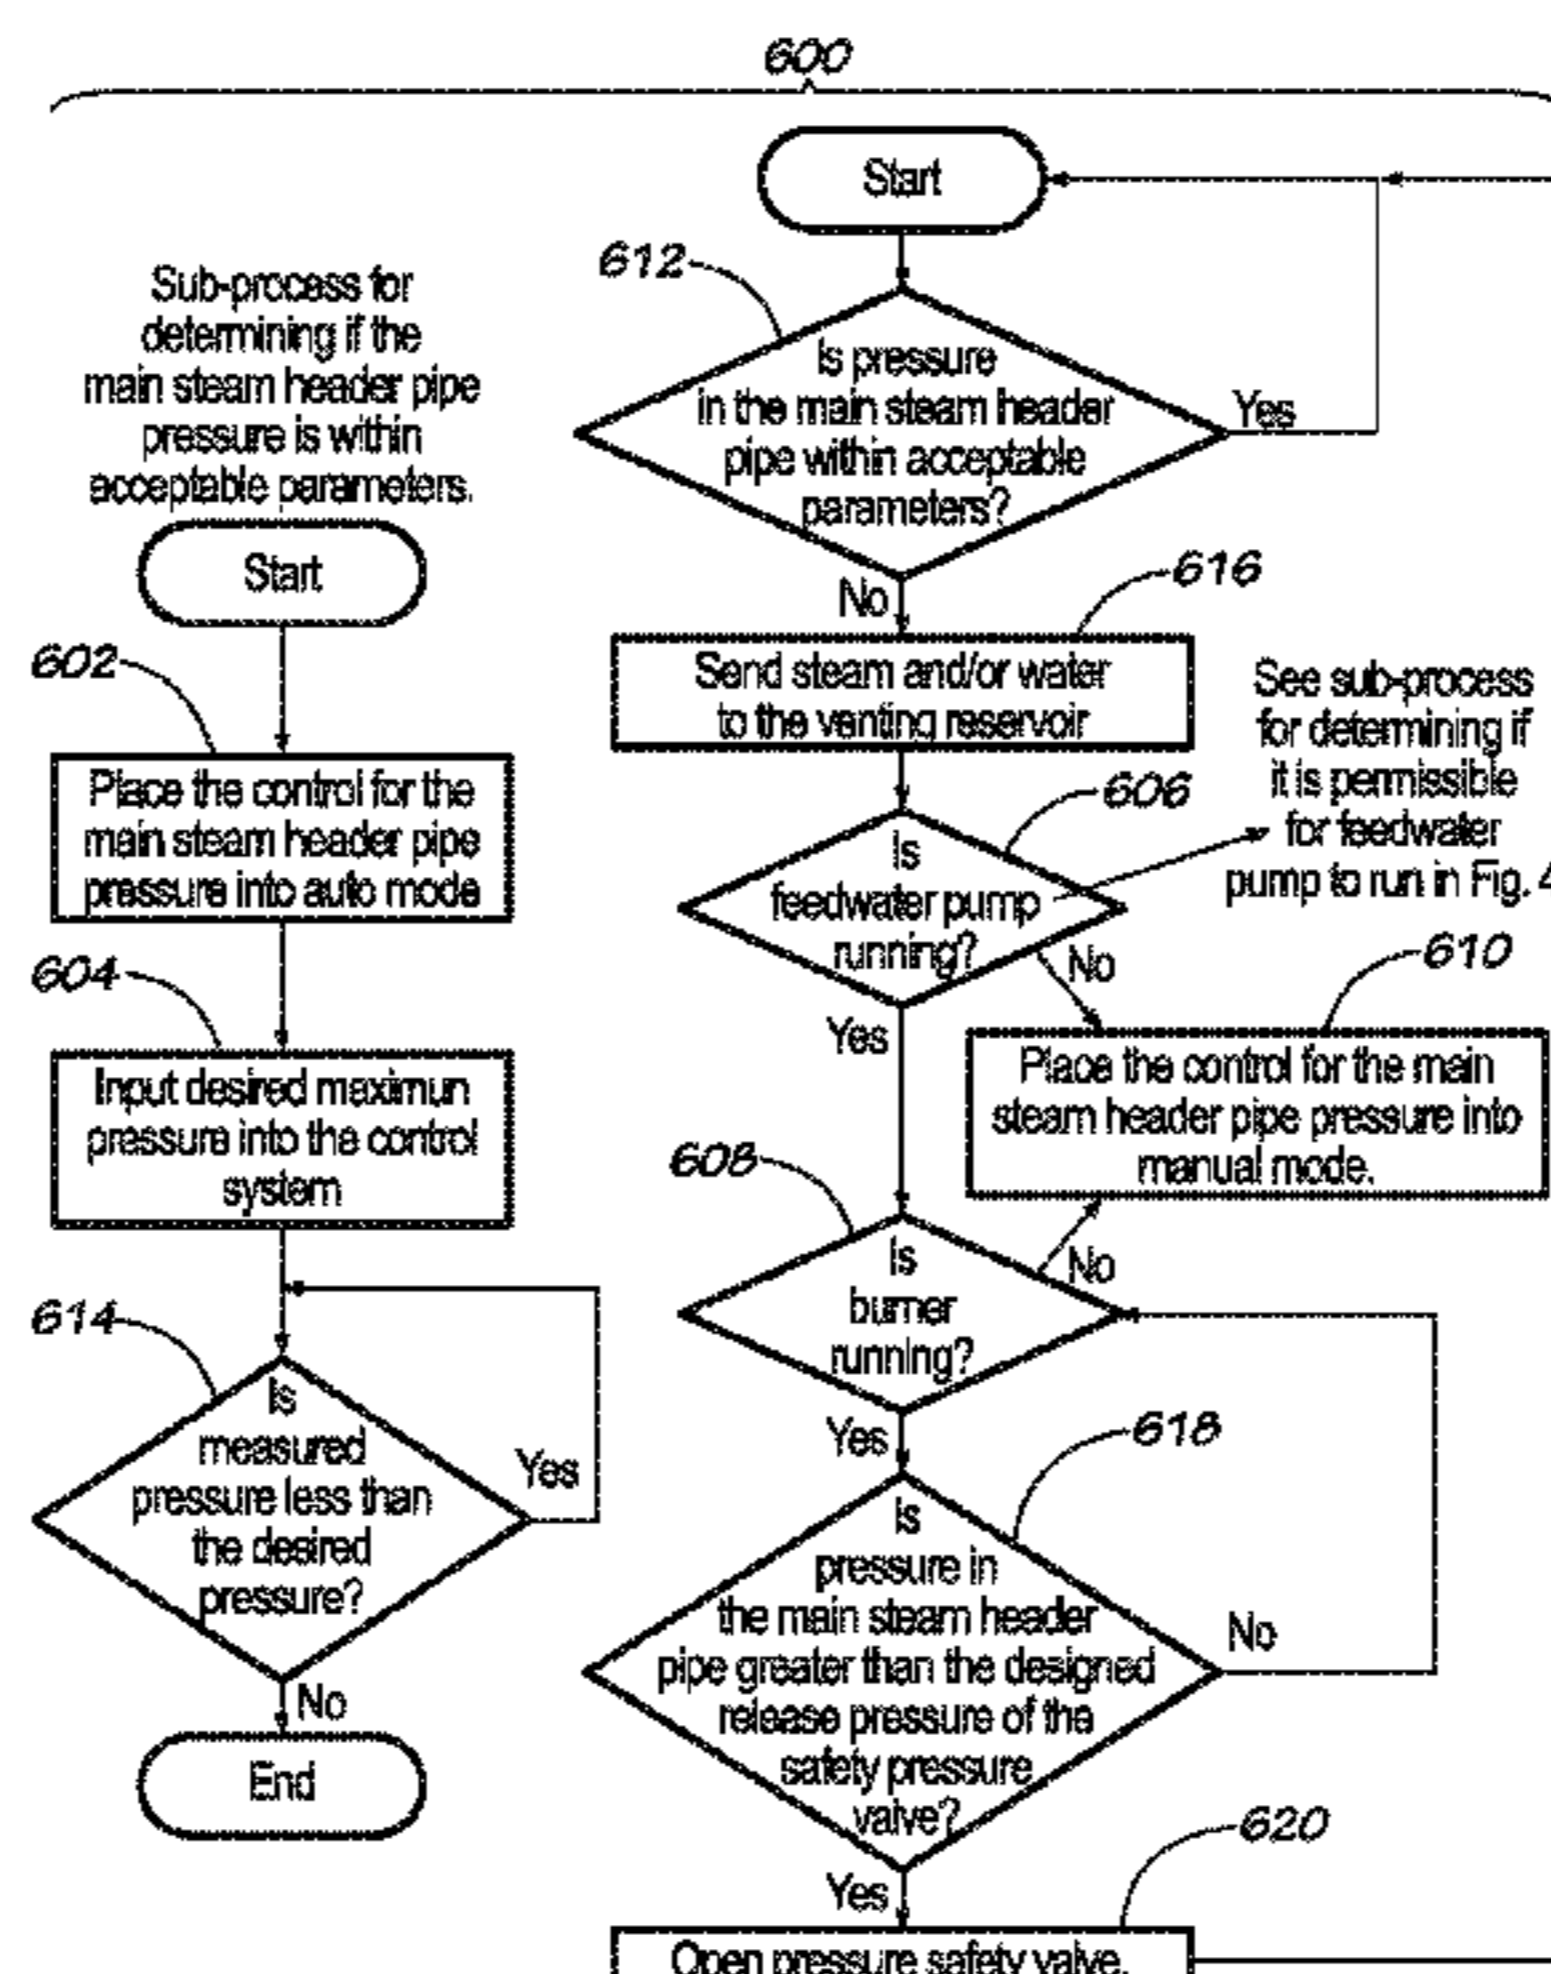 600
Start
612
Is pressure
in the main steam header
pipe within acceptable
parameters?
Yes
No
Sub-process for
determining if the
main steam header pipe
pressure is within
acceptable parameters.
Start
602
Place the control for the
main steam header pipe
pressure into auto mode
604
Input desired maximun
pressure into the control
system
614
Is
measured
pressure less than
the desired
pressure?
Yes
No
End
616
Send steam and/or water
to the venting reservoir
606
Is
feedwater pump
running?
See sub-process
for determining if
it is permissible
for feedwater
pump to run in Fig. 4
No
Yes
610
Place the control for the main
steam header pipe pressure into
manual mode.
608
Is
burner
running?
No
Yes
618
Is
pressure in
the main steam header
pipe greater than the designed
release pressure of the
safety pressure
valve?
No
Yes
620
Open pressure safety valve.